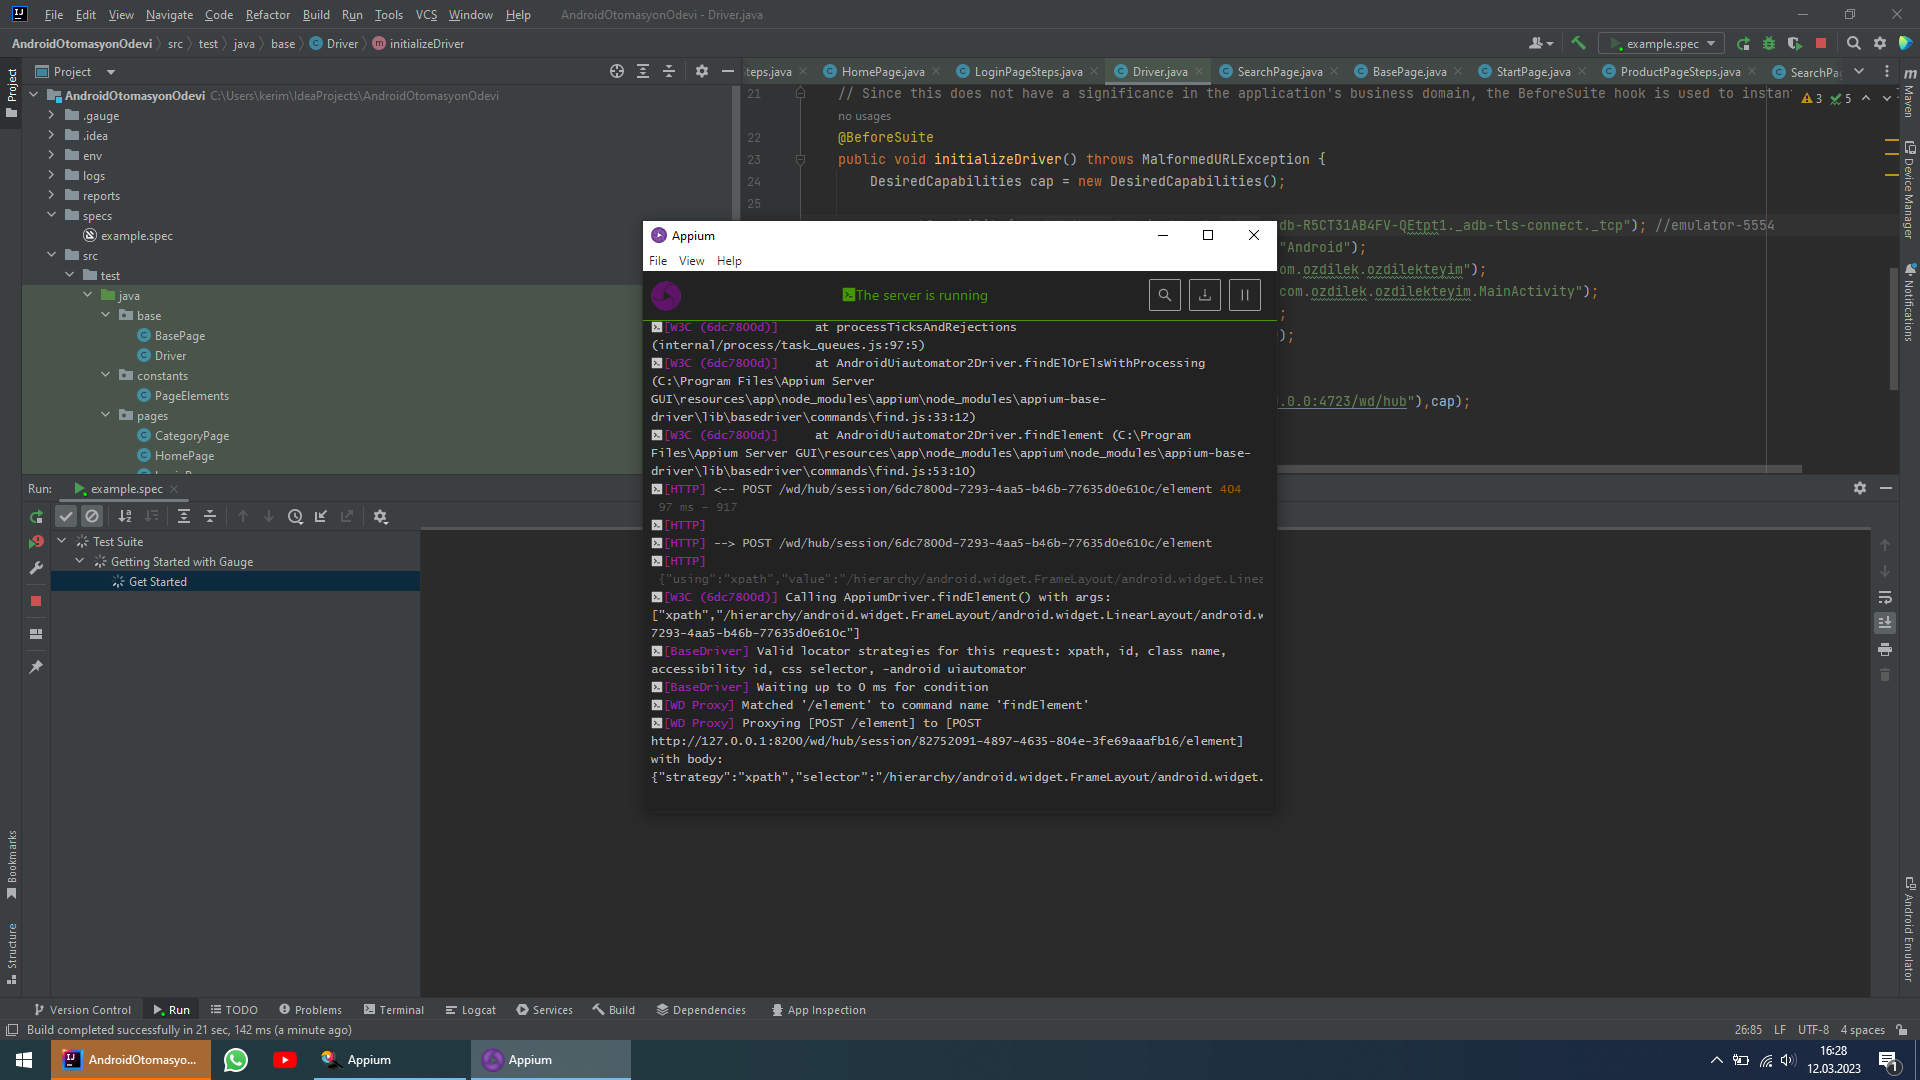 File Edit View Navigate Code Refactor Build Run Tools VCS Window Help AndroidOtomasyonOdevi - Driver.java
AndroidOtomasyonOdevi src test java base Driver initializeDriver
example.spec
Project
teps.java HomePage.java LoginPageSteps.java Driver.java SearchPage.java BasePage.java StartPage.java ProductPageSteps.java SearchPa
AndroidOtomasyonOdevi C:\Users\kerim\IdeaProjects\AndroidOtomasyonOdevi
.gauge
.idea
env
logs
reports
specs
example.spec
src
test
java
base
BasePage
Driver
constants
PageElements
pages
CategoryPage
HomePage
21 // Since this does not have a significance in the application's business domain, the BeforeSuite hook is used to instan
3 5
no usages
22 @BeforeSuite
23 public void initializeDriver() throws MalformedURLException {
24 DesiredCapabilities cap = new DesiredCapabilities();
25
db-R5CT31AB4FV-QEtpt1._adb-tls-connect._tcp"); //emulator-5554
"Android");
om.ozdilek.ozdilekteyim");
com.ozdilek.ozdilekteyim.MainActivity");
;
);
.0.0:4723/wd/hub"),cap);
Appium
File View Help
The server is running
[W3C (6dc7800d)] at processTicksAndRejections
(internal/process/task_queues.js:97:5)
[W3C (6dc7800d)] at AndroidUiautomator2Driver.findElOrElsWithProcessing
(C:\Program Files\Appium Server
GUI\resources\app\node_modules\appium\node_modules\appium-base-
driver\lib\basedriver\commands\find.js:33:12)
[W3C (6dc7800d)] at AndroidUiautomator2Driver.findElement (C:\Program
Files\Appium Server GUI\resources\app\node_modules\appium\node_modules\appium-base-
driver\lib\basedriver\commands\find.js:53:10)
[HTTP] <-- POST /wd/hub/session/6dc7800d-7293-4aa5-b46b-77635d0e610c/element 404
97 ms - 917
[HTTP]
[HTTP] --> POST /wd/hub/session/6dc7800d-7293-4aa5-b46b-77635d0e610c/element
[HTTP]
{"using":"xpath","value":"/hierarchy/android.widget.FrameLayout/android.widget.Linea
[W3C (6dc7800d)] Calling AppiumDriver.findElement() with args:
["xpath","/hierarchy/android.widget.FrameLayout/android.widget.LinearLayout/android.w
7293-4aa5-b46b-77635d0e610c"]
[BaseDriver] Valid locator strategies for this request: xpath, id, class name,
accessibility id, css selector, -android uiautomator
[BaseDriver] Waiting up to 0 ms for condition
[WD Proxy] Matched '/element' to command name 'findElement'
[WD Proxy] Proxying [POST /element] to [POST
http://127.0.0.1:8200/wd/hub/session/82752091-4897-4635-804e-3fe69aaafb16/element]
with body:
{"strategy":"xpath","selector":"/hierarchy/android.widget.FrameLayout/android.widget.
Run: example.spec
Test Suite
Getting Started with Gauge
Get Started
Project
Bookmarks
Structure
Maven
Device Manager
Notifications
Android Emulator
Version Control Run TODO Problems Terminal Logcat Services Build Dependencies App Inspection
Build completed successfully in 21 sec, 142 ms (a minute ago)
26:85 LF UTF-8 4 spaces
AndroidOtomasyo... Appium Appium
16:28
12.03.2023
1